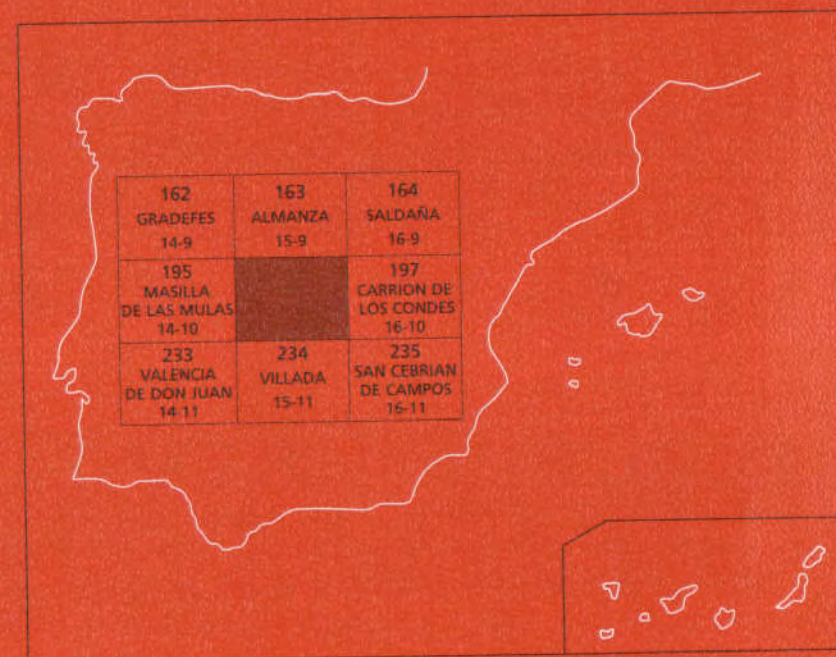 162
GRADEFES
14-9
163
ALMANZA
15-9
164
SALDAÑA
16-9
195
MASILLA
DE LAS MULAS
14-10
197
CARRION DE
LOS CONDES
16-10
233
VALENCIA
DE DON JUAN
14-11
234
VILLADA
15-11
235
SAN CEBRIAN
DE CAMPOS
16-11